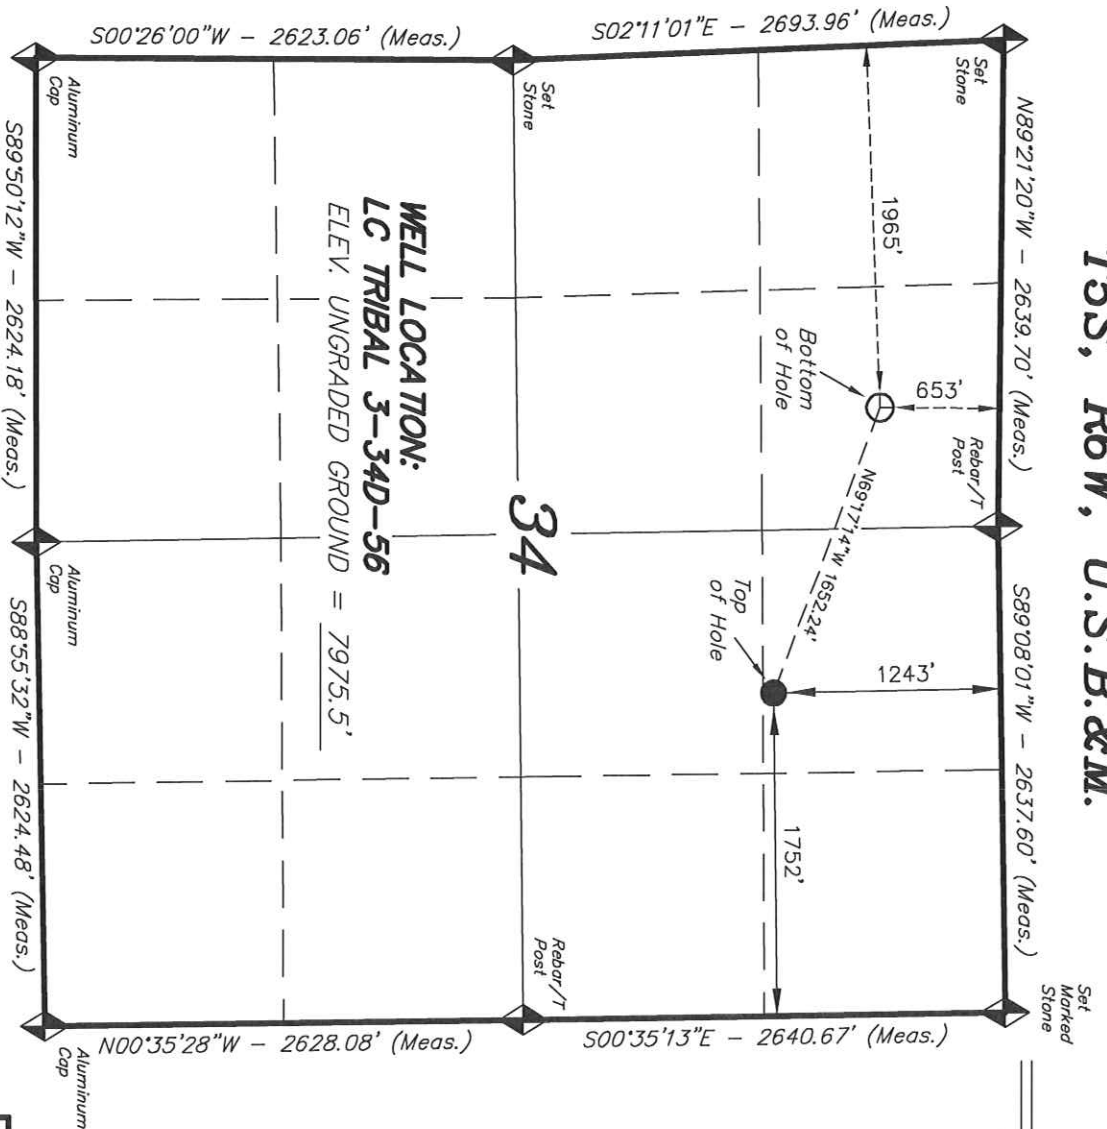 T5S, R6W, U.S.B.&M.
N89°21'20"W - 2639.70' (Meas.)
S89°08'01"W - 2637.60' (Meas.)
Set
Marked
Stone
Set
Stone
Rebar/T
Post
S02°11'01"E - 2693.96' (Meas.)
1965'
653'
Bottom
of Hole
N69°17'14"W 1652.24'
Top
of Hole
1243'
1752'
S00°35'13"E - 2640.67' (Meas.)
Set
Stone
34
Rebar/T
Post
WELL LOCATION:
LC TRIBAL 3-34D-56
ELEV. UNGRADED GROUND = 7975.5'
S00°26'00"W - 2623.06' (Meas.)
N00°35'28"W - 2628.08' (Meas.)
Aluminum
Cap
Aluminum
Cap
Aluminum
Cap
S89°50'12"W - 2624.18' (Meas.)
S88°55'32"W - 2624.48' (Meas.)